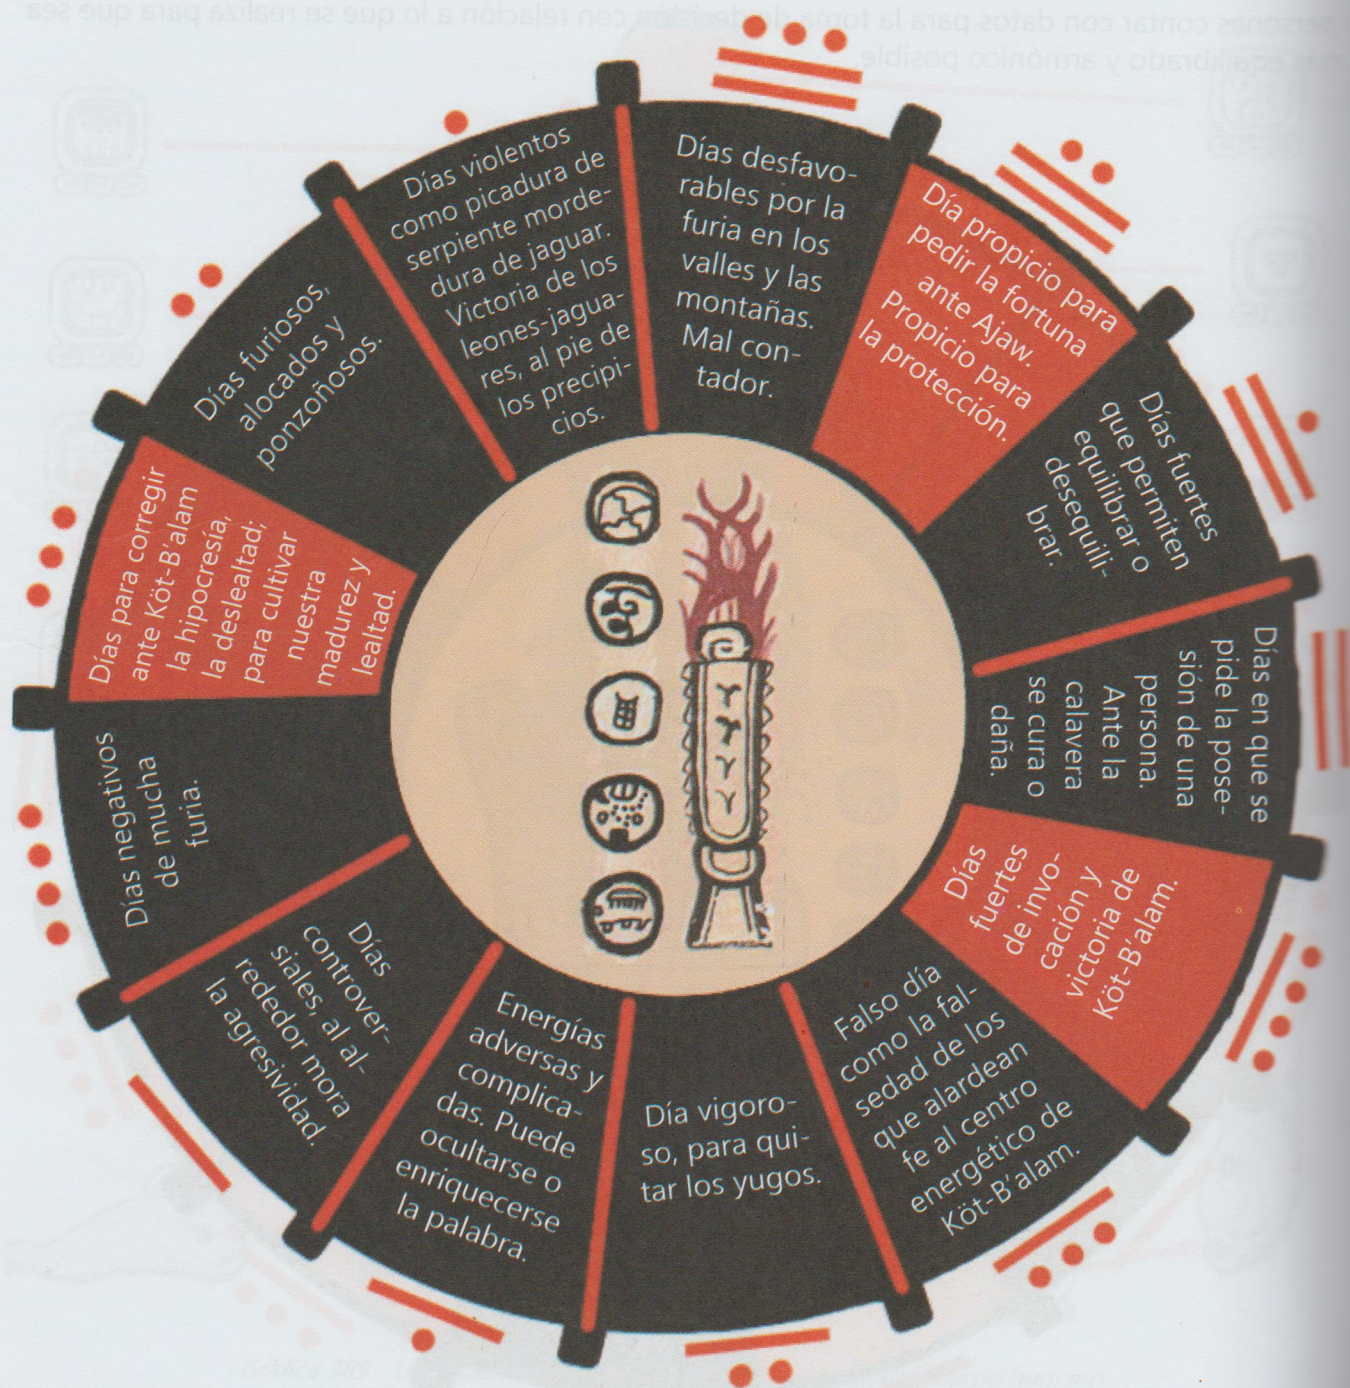 Días violentos
como picadura de
serpiente morde-
dura de jaguar.
Victoria de los
leones-jagua-
res, al pie de
los precipi-
cios.
Días furiosos,
alocados y
ponzoñosos.
Días para corregir
ante Köt-B'alam
la hipocresía,
la deslealtad;
para cultivar
nuestra
madurez y
lealtad.
Días negativos
de mucha
furia.
Días
controver-
siales, al al-
rededor mora
la agresividad.
Energías
adversas y
complica-
das. Puede
ocultarse o
enriquecerse
la palabra.
Día vigoro-
so, para qui-
tar los yugos.
Falso día
como la fal-
sedad de los
que alardean
fe al centro
energético de
Köt-B'alam.
Días
fuertes
de invo-
cación y
victoria de
Köt-B'alam.
Días en que se
pide la pose-
sión de una
persona.
Ante la
calavera
se cura o
daña.
Días fuertes
que permiten
equilibrar o
desequili-
brar.
Día propicio para
pedir la fortuna
ante Ajaw.
Propicio para
la protección.
Días desfavo-
rables por la
furia en los
valles y las
montañas.
Mal con-
tador.